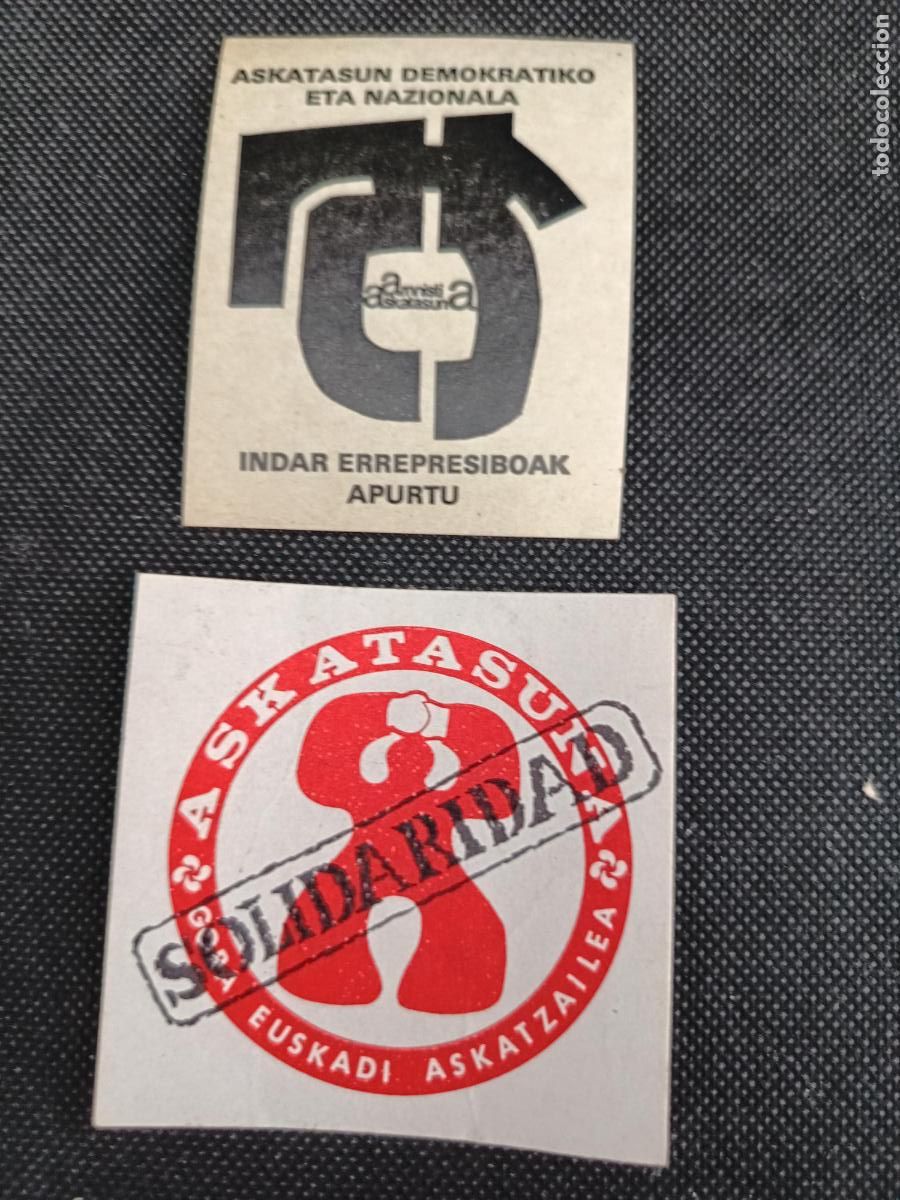 ASKATASUN DEMOKRATIKO
ETA NAZIONALA
amnistiA
askatasunA
INDAR ERREPRESIBOAK
APURTU
ASKATASUNA
SOLIDARIDAD
GORA EUSKADI ASKATZAILEA
todocoleccion